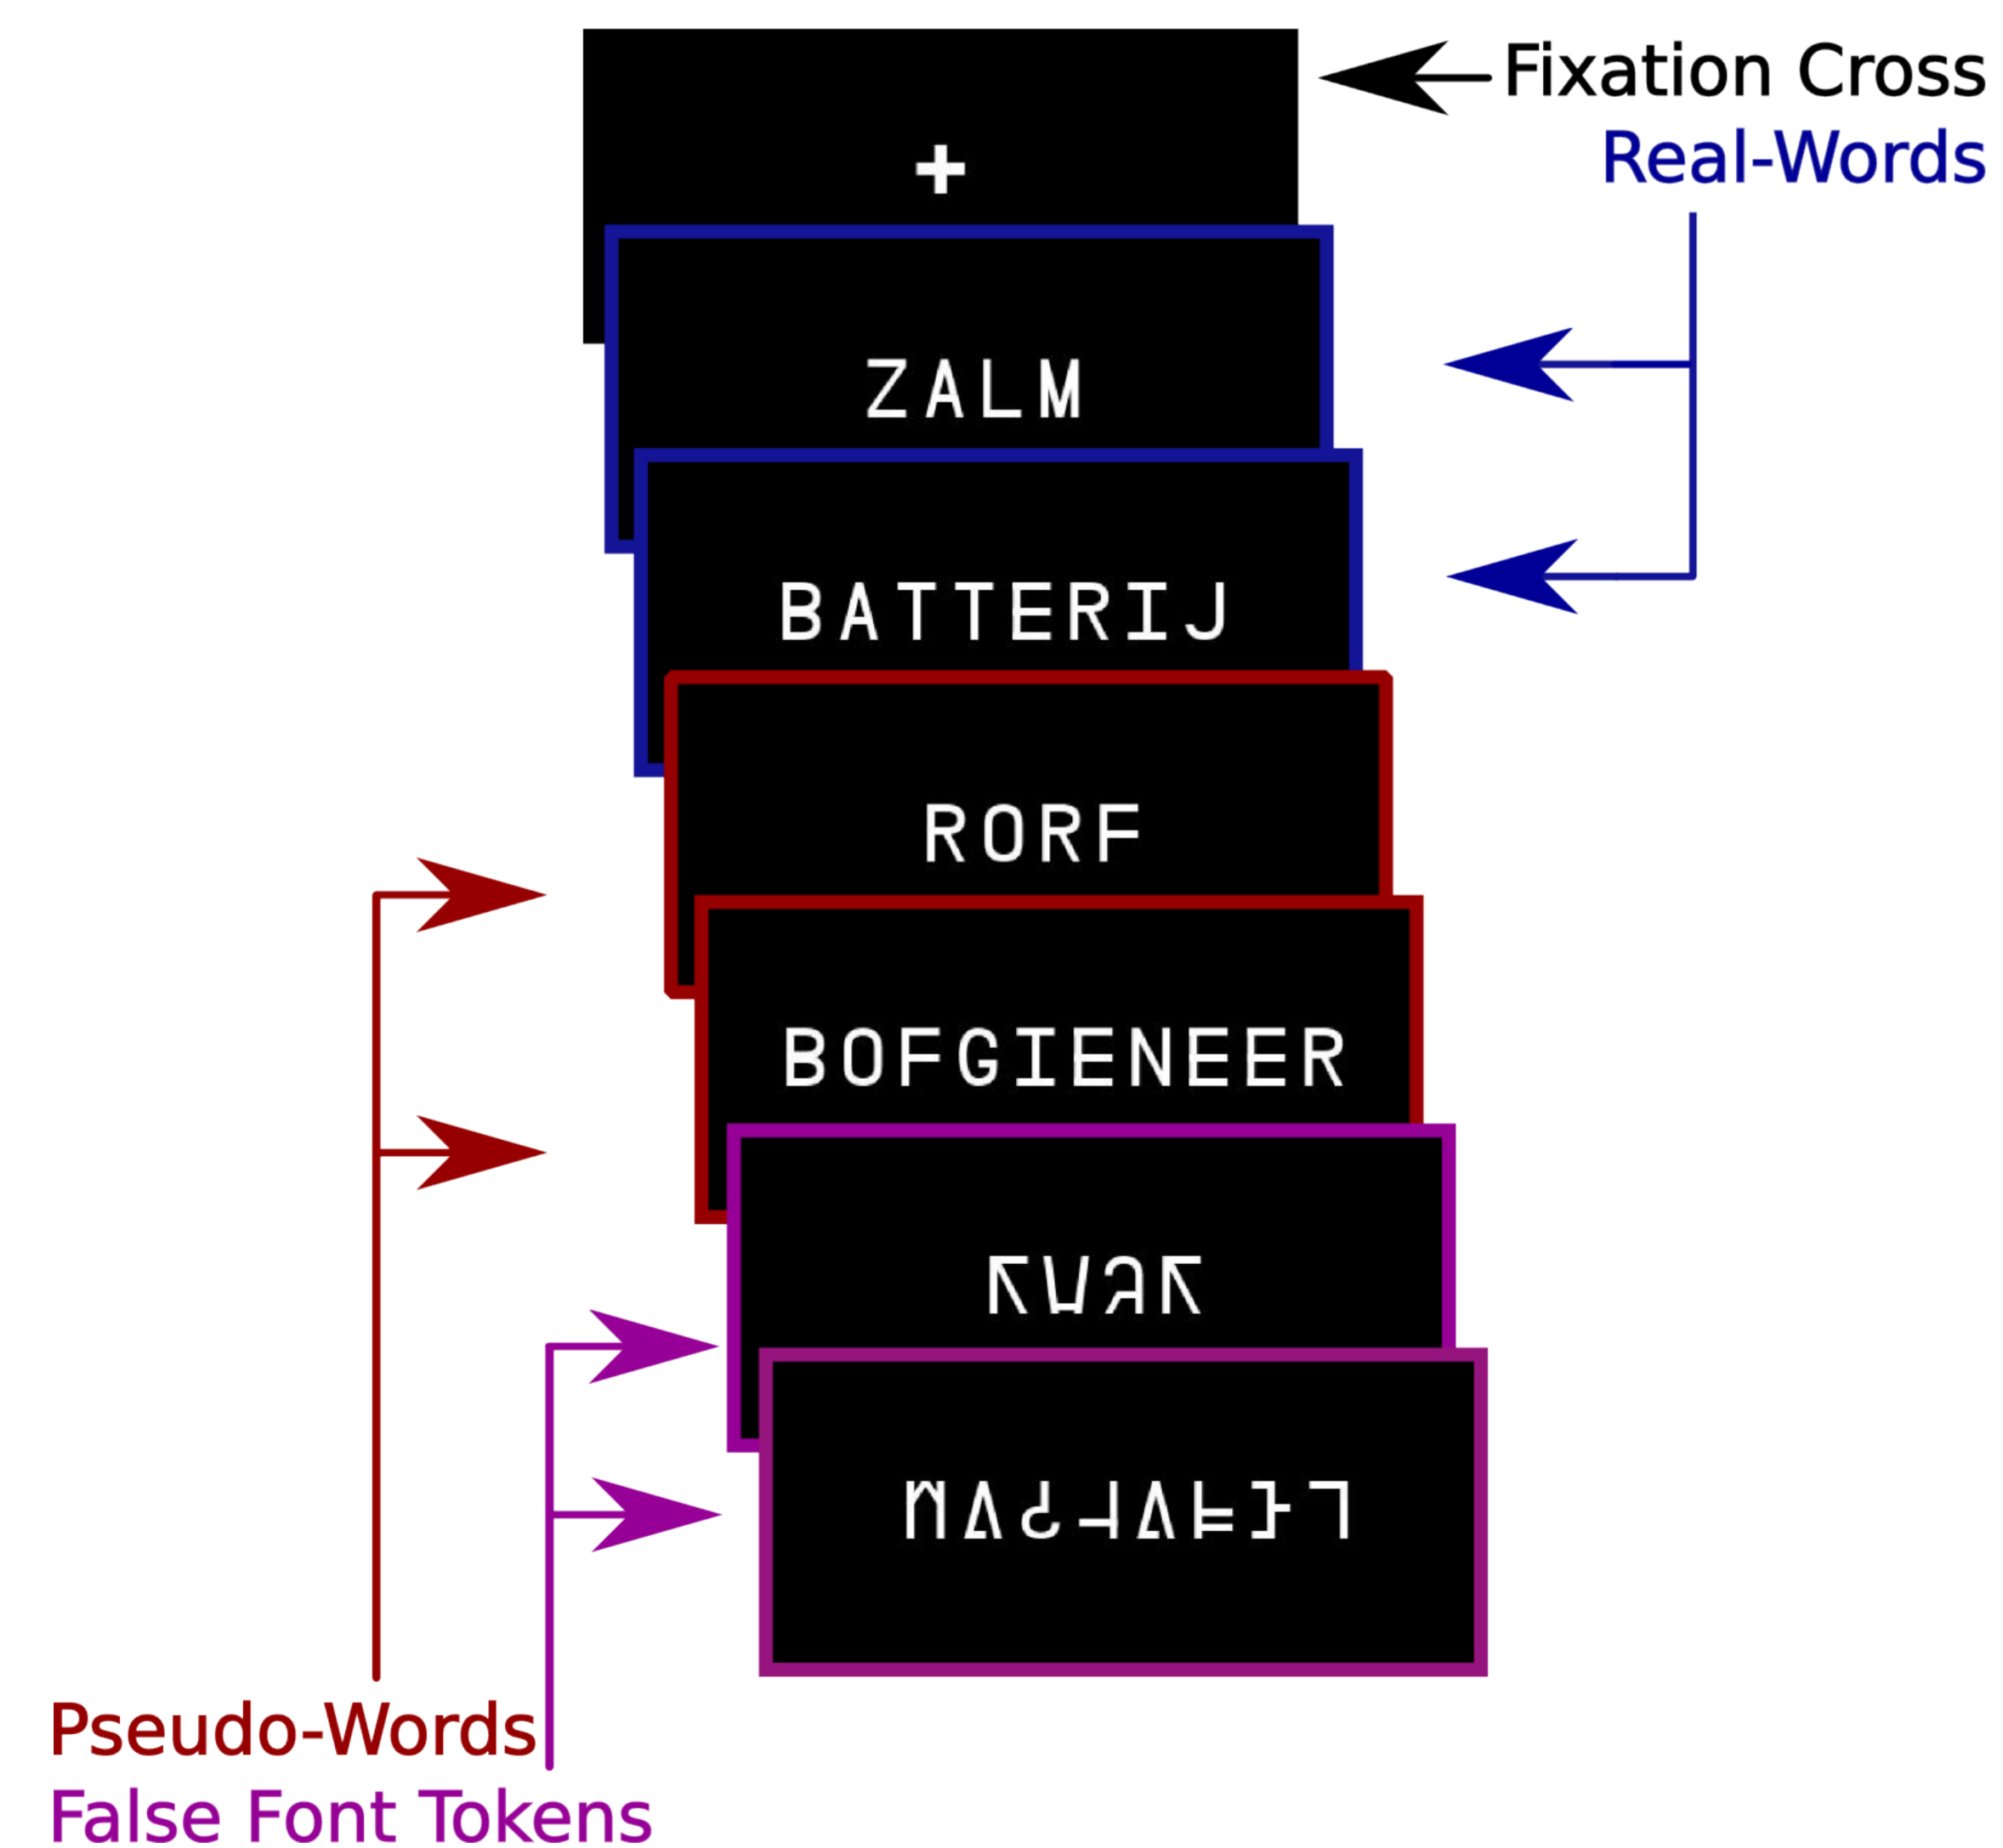 Fixation Cross
Real-Words
+
ZALM
BATTERIJ
RORF
BOFGIENEER
Pseudo-Words
False Font Tokens